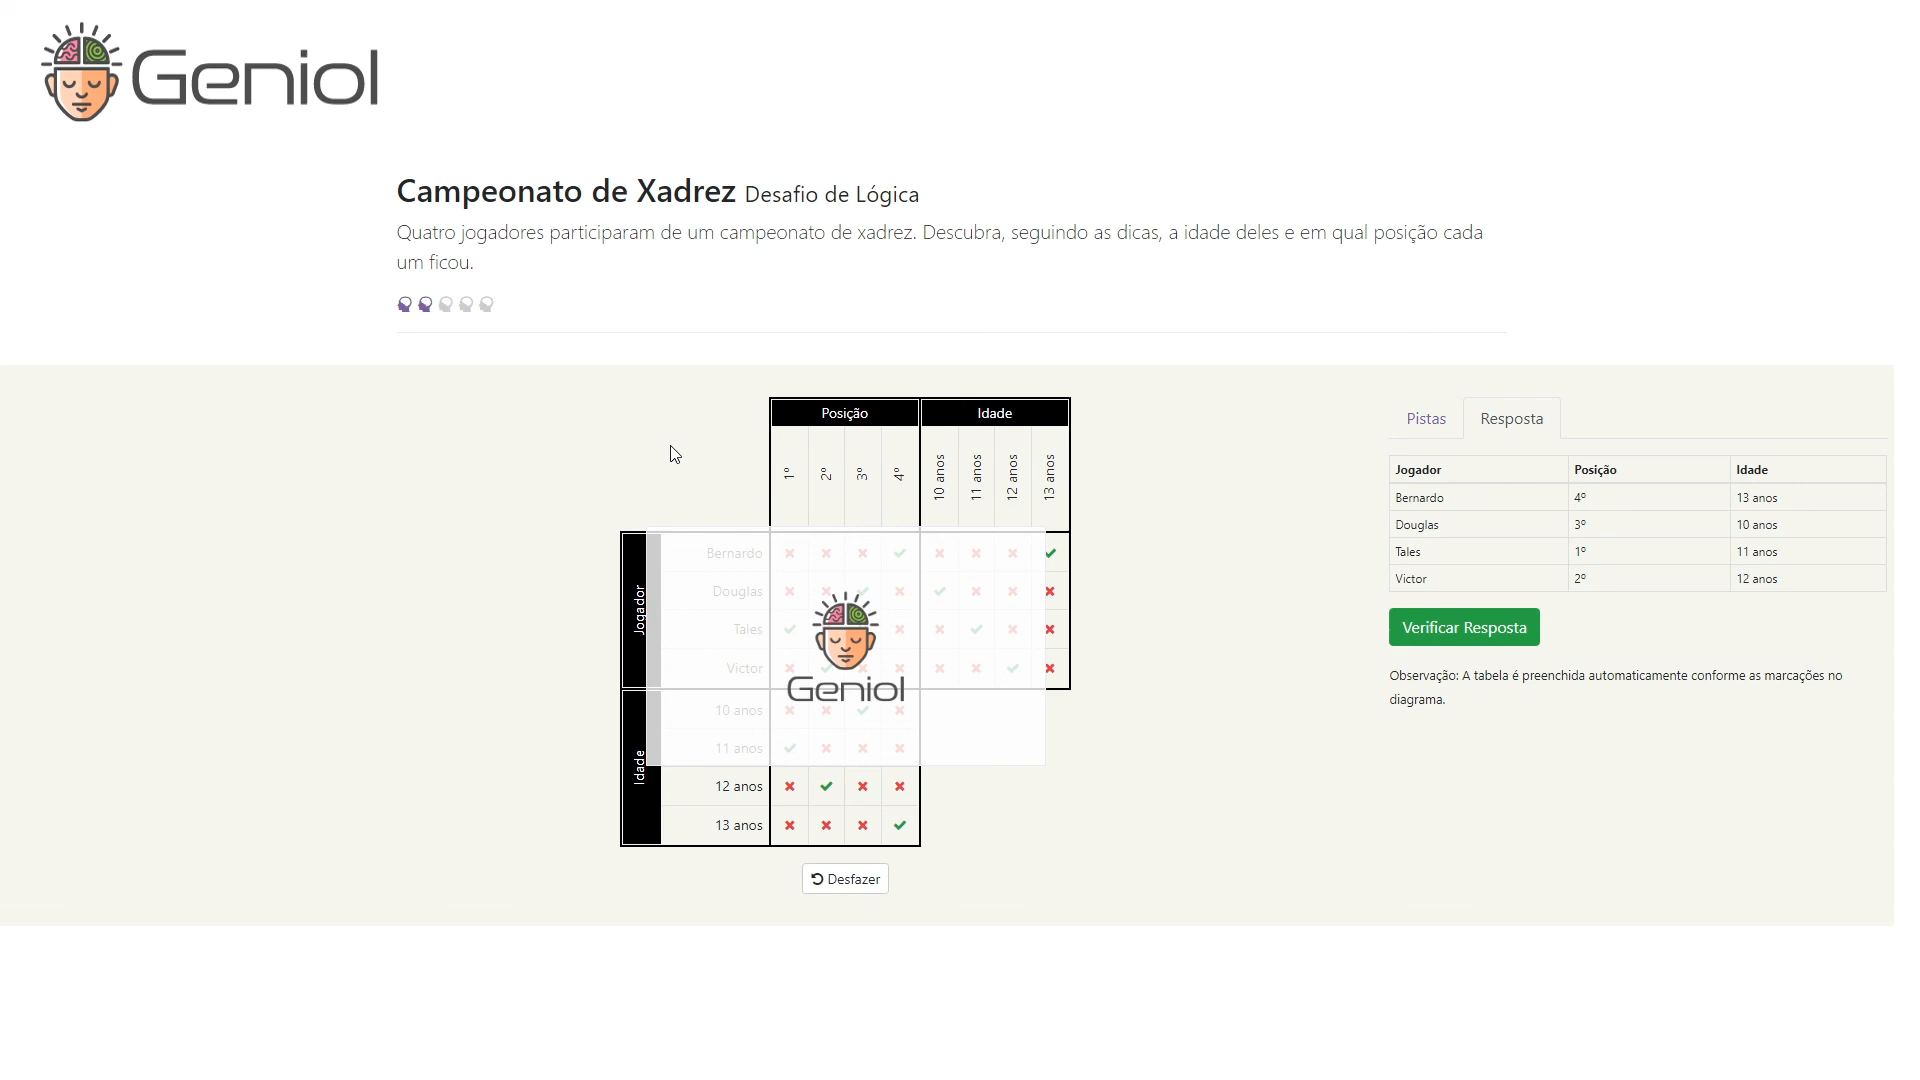 Geniol
Campeonato de Xadrez Desafio de Lógica
Quatro jogadores participaram de um campeonato de xadrez. Descubra, seguindo as dicas, a idade deles e em qual posição cada
um ficou.
Posição Idade
1º 2º 3º 4º 10 anos 11 anos 12 anos 13 anos
Jogador
Bernardo
Douglas
Tales
Victor
Idade
10 anos
11 anos
12 anos
13 anos
Geniol
Desfazer
Pistas Resposta
Jogador Posição Idade
Bernardo 4º 13 anos
Douglas 3º 10 anos
Tales 1º 11 anos
Victor 2º 12 anos
Verificar Resposta
Observação: A tabela é preenchida automaticamente conforme as marcações no
diagrama.